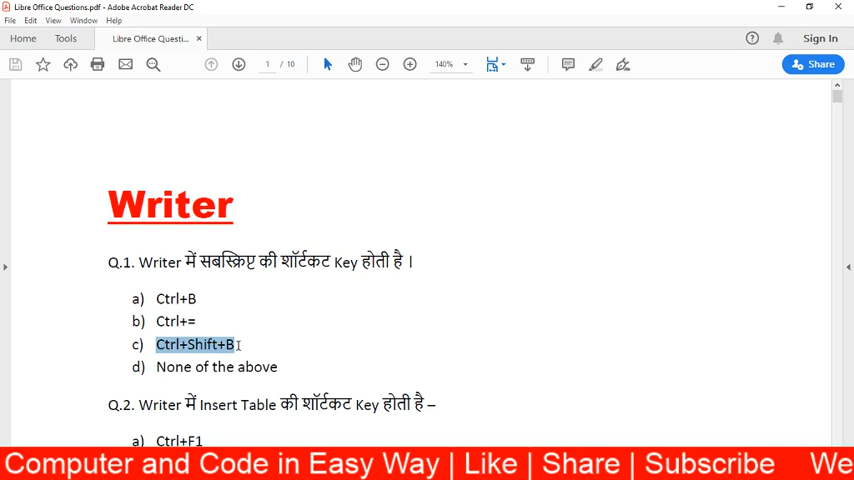 Libre Office Questions.pdf - Adobe Acrobat Reader DC
File Edit View Window Help
Home Tools Libre Office Questi... × Sign In
1 / 10 140% Share
Writer
Q.1. Writer में सबस्क्रिप्ट की शॉर्टकट Key होती है ।
a) Ctrl+B
b) Ctrl+=
c) Ctrl+Shift+B
d) None of the above
Q.2. Writer में Insert Table की शॉर्टकट Key होती है –
a) Ctrl+F1
Computer and Code in Easy Way | Like | Share | Subscribe We